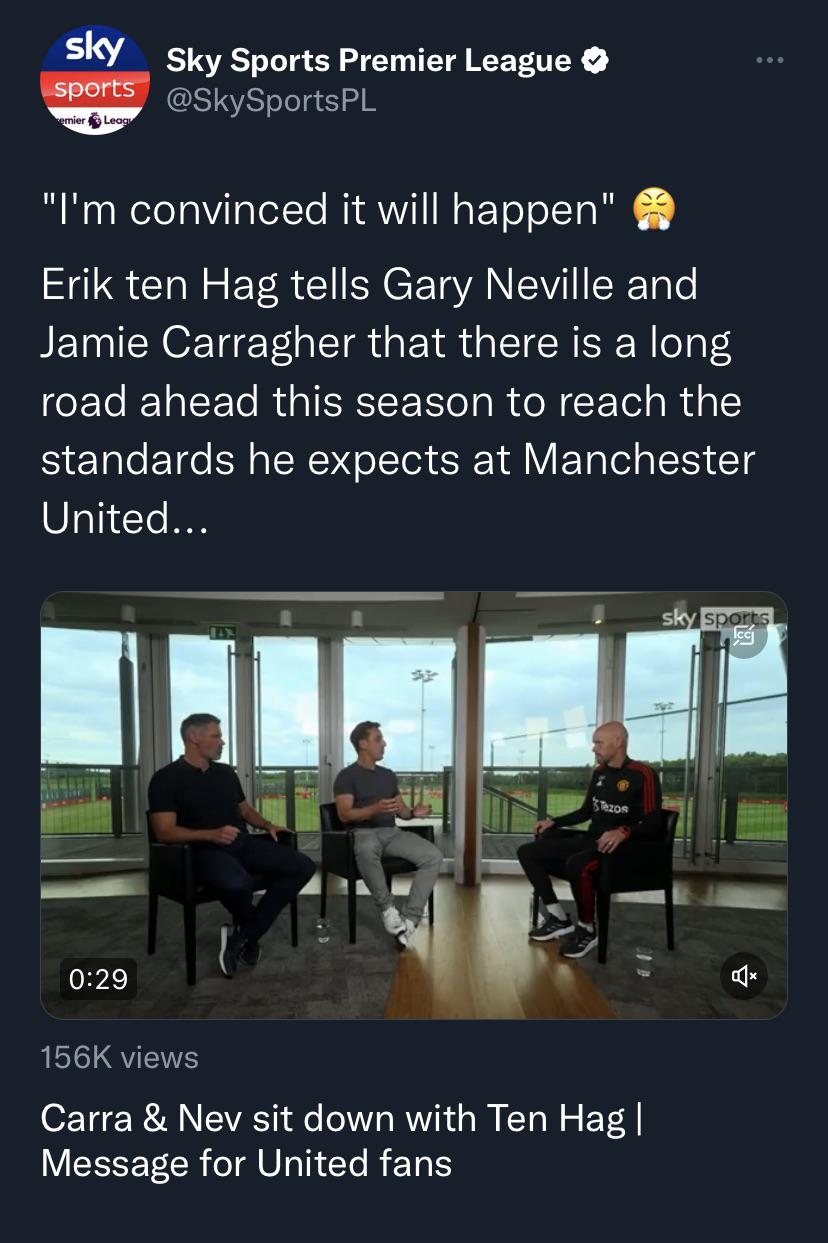 sky
sports
Premier League
Sky Sports Premier League
@SkySportsPL
"I'm convinced it will happen" 😤
Erik ten Hag tells Gary Neville and
Jamie Carragher that there is a long
road ahead this season to reach the
standards he expects at Manchester
United...
sky sports
CC
TEZOS
0:29
156K views
Carra & Nev sit down with Ten Hag |
Message for United fans